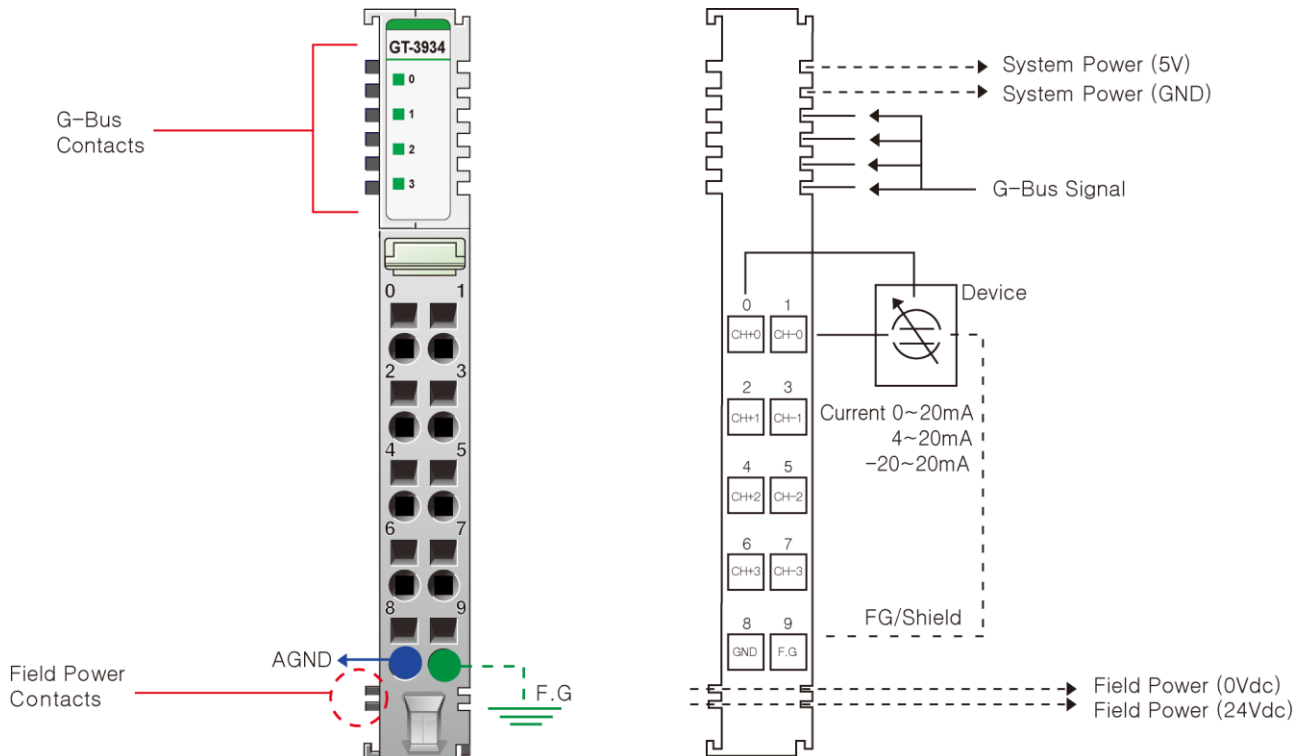 GT-3934
0
1
2
3
G-Bus
Contacts
0 1
2 3
4 5
6 7
8 9
AGND
F.G
Field Power
Contacts
System Power (5V)
System Power (GND)
G-Bus Signal
Device
0 1
CH+0 CH-0
2 3
CH+1 CH-1
Current 0~20mA
4~20mA
-20~20mA
4 5
CH+2 CH-2
6 7
CH+3 CH-3
FG/Shield
8 9
GND F.G
Field Power (0Vdc)
Field Power (24Vdc)